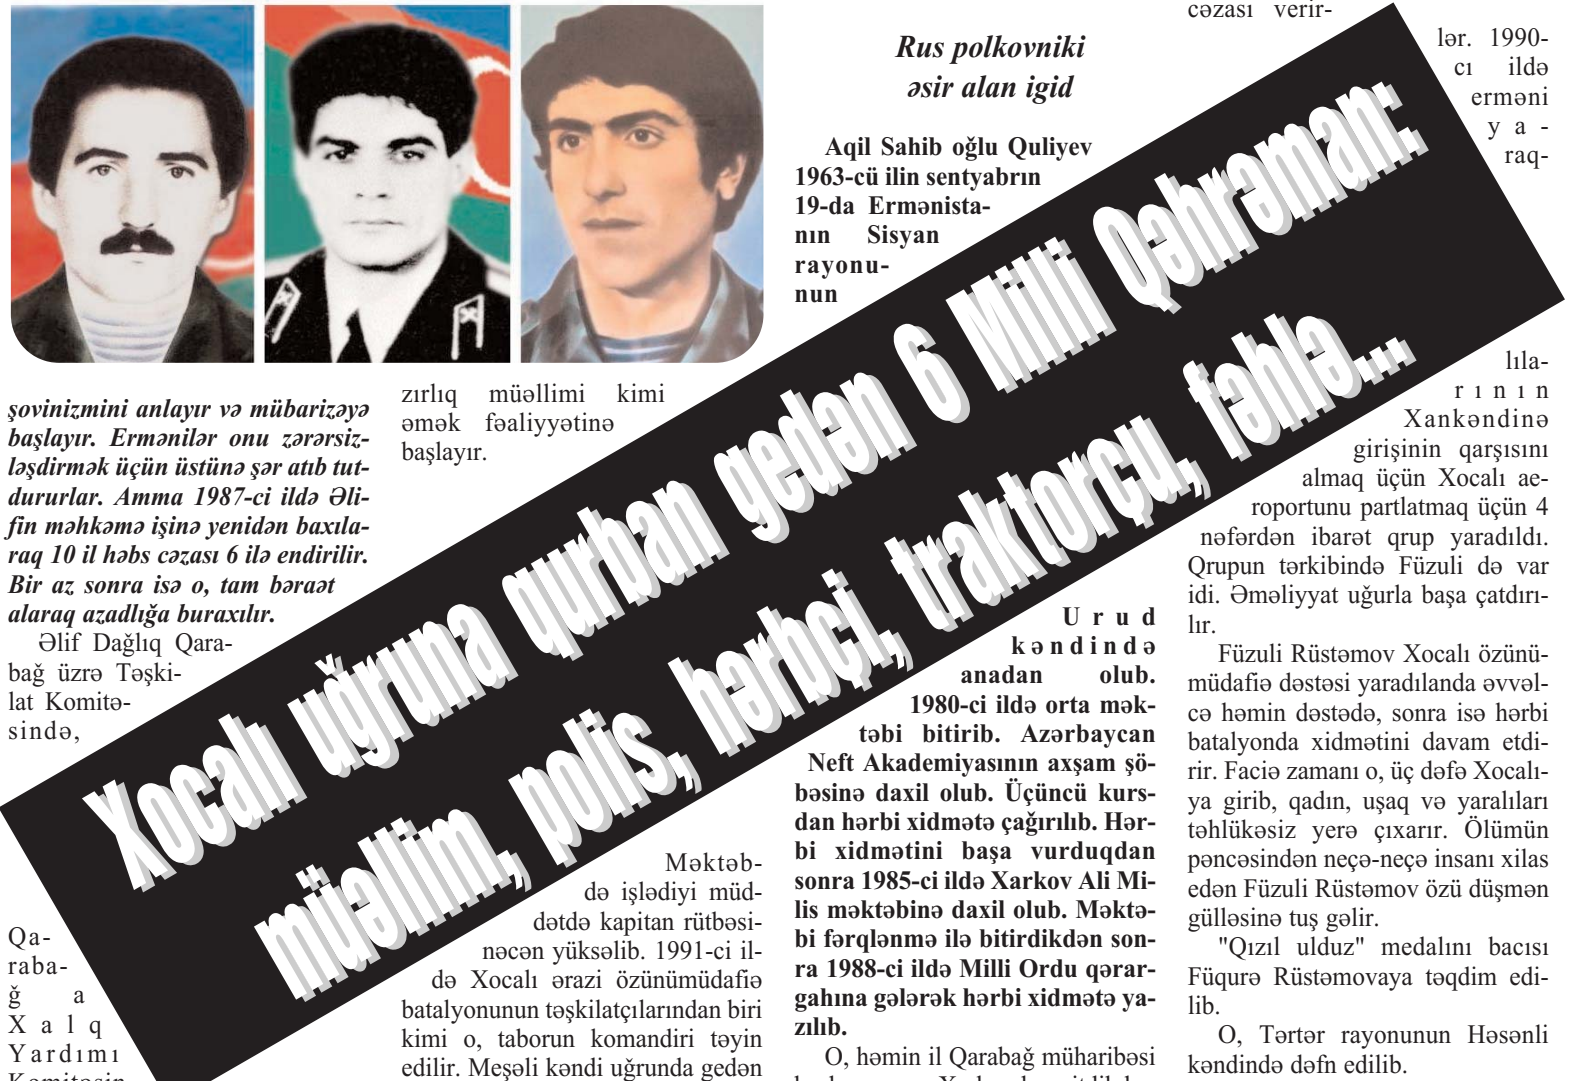 Xocalı uğruna qurban gedən 6 Milli Qəhrəman:
müəllim, polis, hərbçi, traktorçu, fəhlə...
şovinizmini anlayır və mübarizəyə
başlayır. Ermənilər onu zərərsiz-
ləşdirmək üçün üstünə şər atıb tut-
dururlar. Amma 1987-ci ildə Əli-
fin məhkəmə işinə yenidən baxıla-
raq 10 il həbs cəzası 6 ilə endirilir.
Bir az sonra isə o, tam bəraət
alaraq azadlığa buraxılır.
Əlif Dağlıq Qara-
bağ üzrə Təşki-
lat Komitə-
sində,
Qa-
raba-
ğ a
X a l q
Yardımı
Komitəsin
zırlıq müəllimi kimi
əmək fəaliyyətinə
başlayır.
Məktəb-
də işlədiyi müd-
dətdə kapitan rütbəsi-
nəcən yüksəlib. 1991-ci il-
də Xocalı ərazi özünümüdafiə
batalyonunun təşkilatçılarından biri
kimi o, taborun komandiri təyin
edilir. Meşəli kəndi uğrunda gedən
Rus polkovniki
əsir alan igid
Aqil Sahib oğlu Quliyev
1963-cü ilin sentyabrın
19-da Ermənista-
nın Sisyan
rayonu-
nun
U r u d
kəndində
anadan olub.
1980-ci ildə orta mək-
təbi bitirib. Azərbaycan
Neft Akademiyasının axşam şö-
bəsinə daxil olub. Üçüncü kurs-
dan hərbi xidmətə çağırılıb. Hər-
bi xidmətini başa vurduqdan
sonra 1985-ci ildə Xarkov Ali Mi-
lis məktəbinə daxil olub. Məktə-
bi fərqlənmə ilə bitirdikdən son-
ra 1988-ci ildə Milli Ordu qərar-
gahına gələrək hərbi xidmətə ya-
zılıb.
O, həmin il Qarabağ müharibəsi
cəzası verir-
lər. 1990-
cı ildə
erməni
y a -
raq-
lıla-
r ı n ı n
Xankəndinə
girişinin qarşısını
almaq üçün Xocalı ae-
roportunu partlatmaq üçün 4
nəfərdən ibarət qrup yaradıldı.
Qrupun tərkibində Füzuli də var
idi. Əməliyyat uğurla başa çatdırı-
lır.
Füzuli Rüstəmov Xocalı özünü-
müdafiə dəstəsi yaradılanda əvvəl-
cə həmin dəstədə, sonra isə hərbi
batalyonda xidmətini davam etdi-
rir. Faciə zamanı o, üç dəfə Xocalı-
ya girib, qadın, uşaq və yaralıları
təhlükəsiz yerə çıxarır. Ölümün
pəncəsindən neçə-neçə insanı xilas
edən Füzuli Rüstəmov özü düşmən
gülləsinə tuş gəlir.
"Qızıl ulduz" medalını bacısı
Füqurə Rüstəmovaya təqdim edi-
lib.
O, Tərtər rayonunun Həsənli
kəndində dəfn edilib.